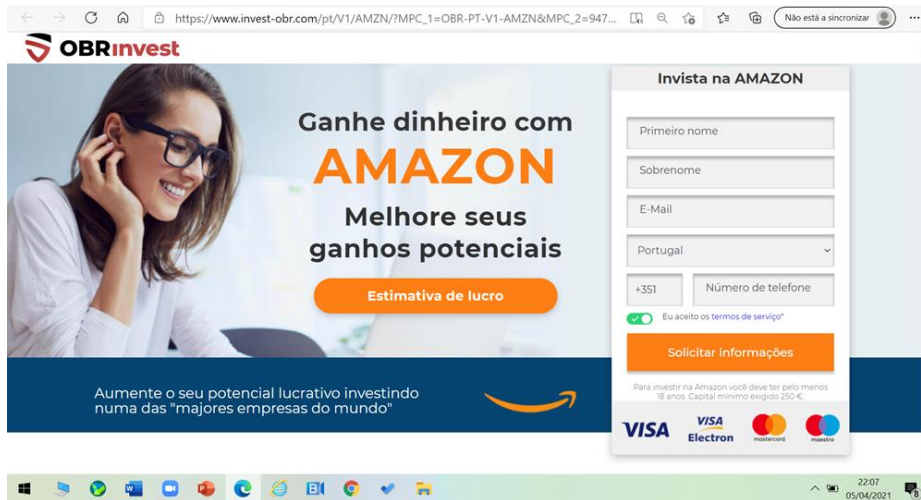 https://www.invest-obr.com/pt/V1/AMZN/?MPC_1=OBR-PT-V1-AMZN&MPC_2=947...
Não está a sincronizar
OBRinvest
Ganhe dinheiro com
AMAZON
Melhore seus
ganhos potenciais
Estimativa de lucro
Aumente o seu potencial lucrativo investindo
numa das "majores empresas do mundo"
Invista na AMAZON
Primeiro nome
Sobrenome
E-Mail
Portugal
+351 Número de telefone
Eu aceito os termos de serviço*
Solicitar informações
Para investir na Amazon você deve ter pelo menos
18 anos. Capital mínimo exigido 250 €.
VISA VISA Electron mastercard maestro
22:07
05/04/2021